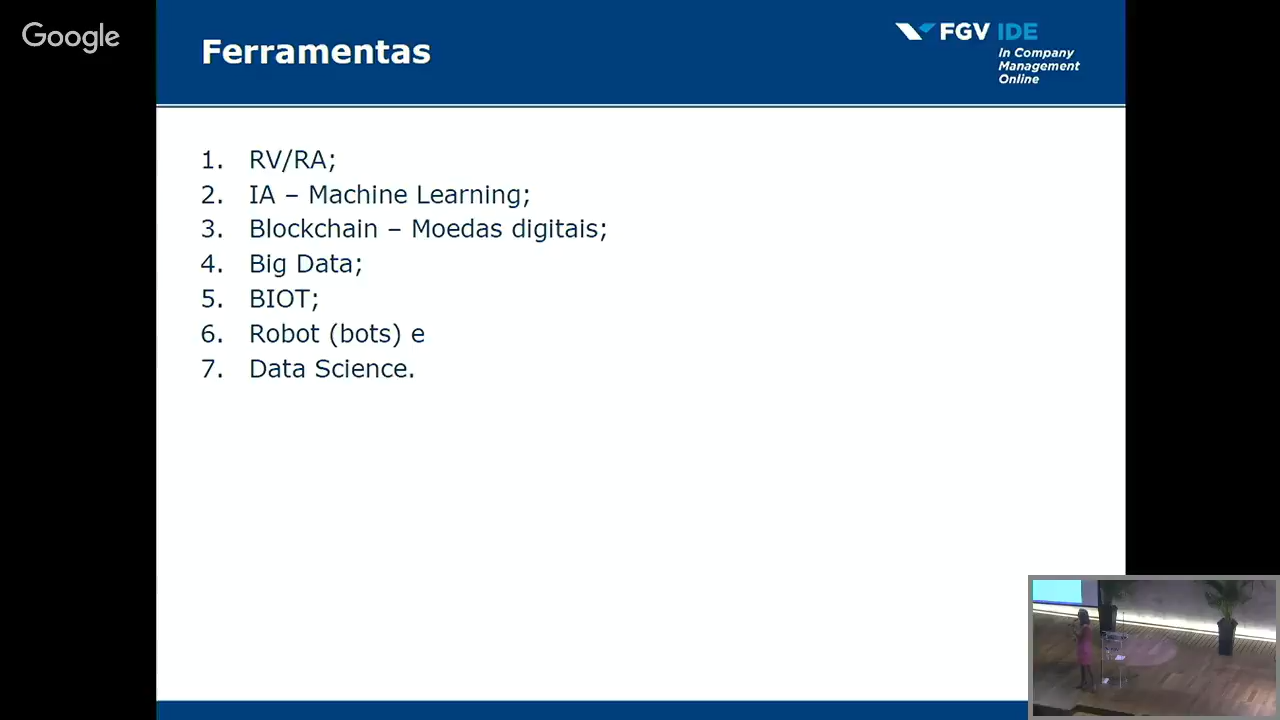 Google
Ferramentas
FGV IDE
In Company
Management
Online
1. RV/RA;
2. IA – Machine Learning;
3. Blockchain – Moedas digitais;
4. Big Data;
5. BIOT;
6. Robot (bots) e
7. Data Science.